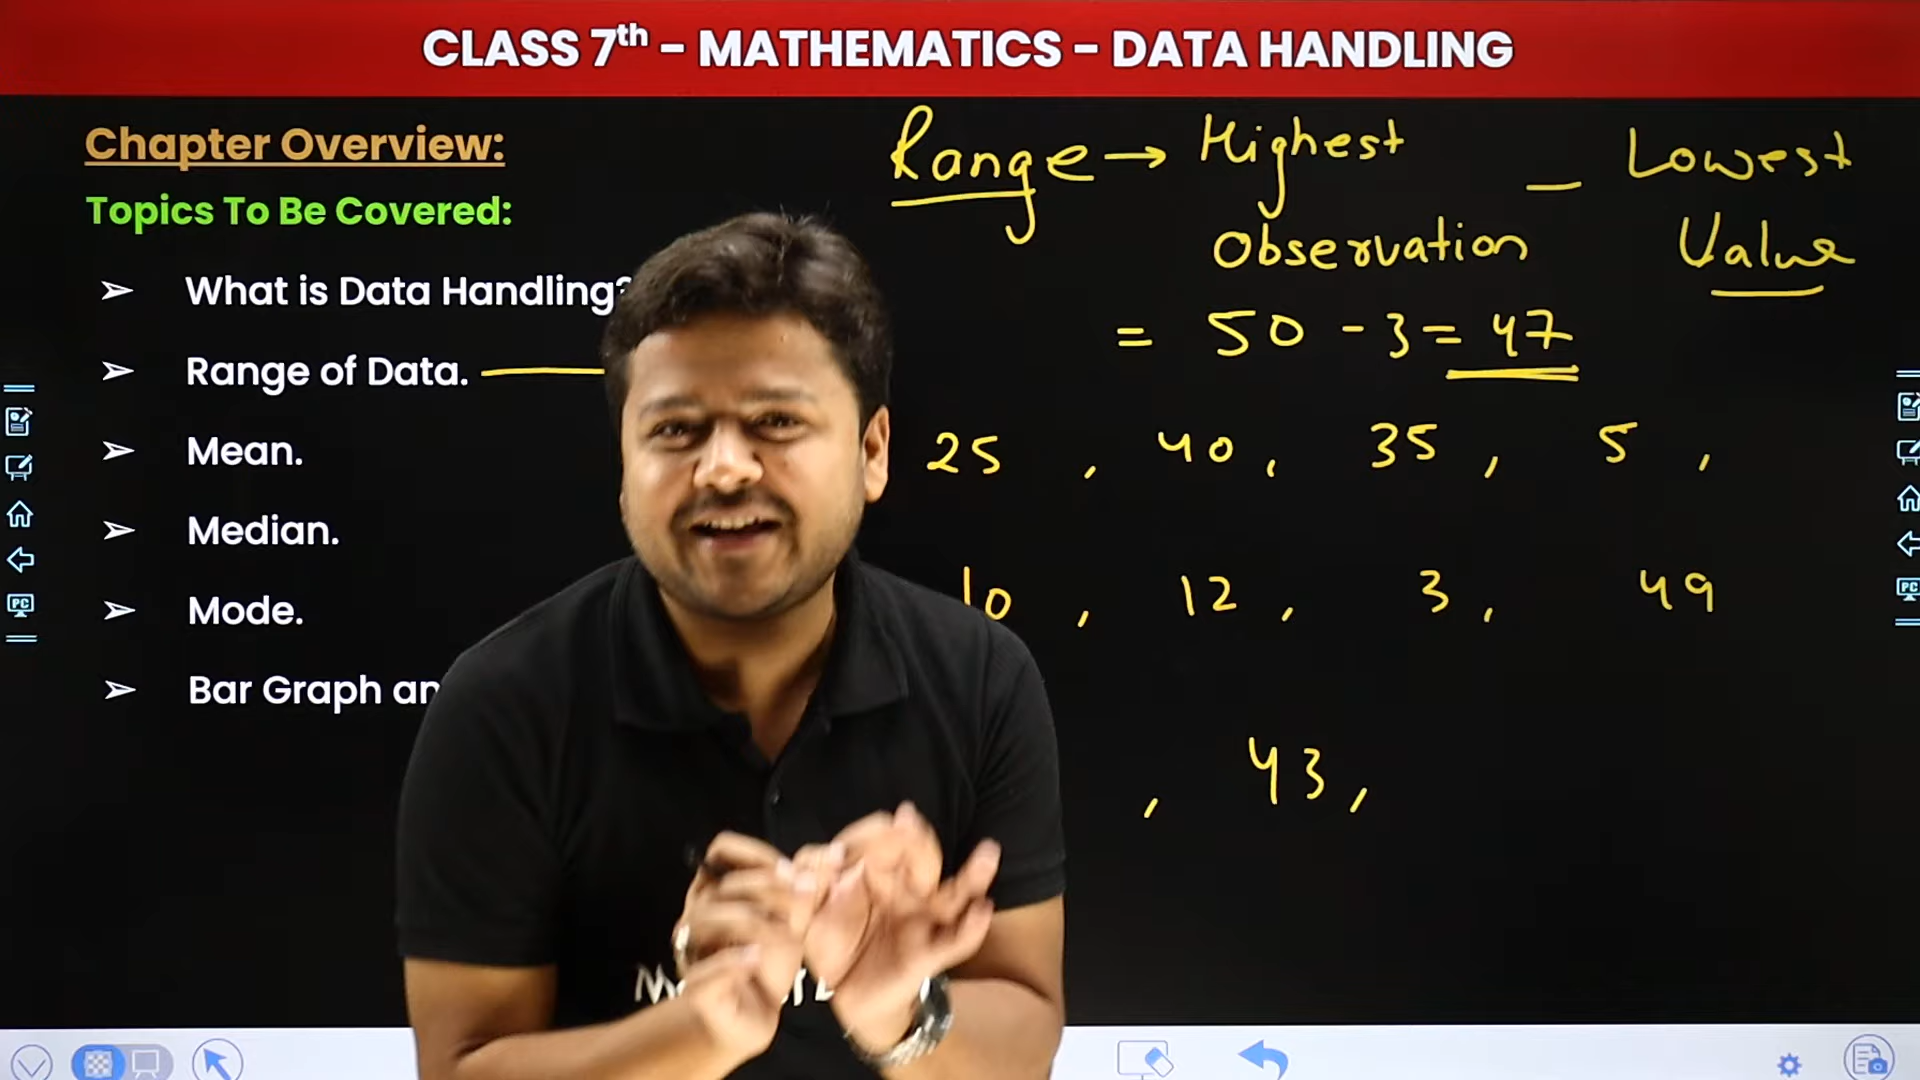 CLASS 7th - MATHEMATICS - DATA HANDLING
Chapter Overview:
Topics To Be Covered:
➢ What is Data Handling?
➢ Range of Data.
➢ Mean.
➢ Median.
➢ Mode.
➢ Bar Graph an
Range → Highest Observation - Lowest Value
= 50 - 3 = 47
25 , 40 , 35 , 5 ,
10 , 12 , 3 , 49
, 43 ,
PC
PC